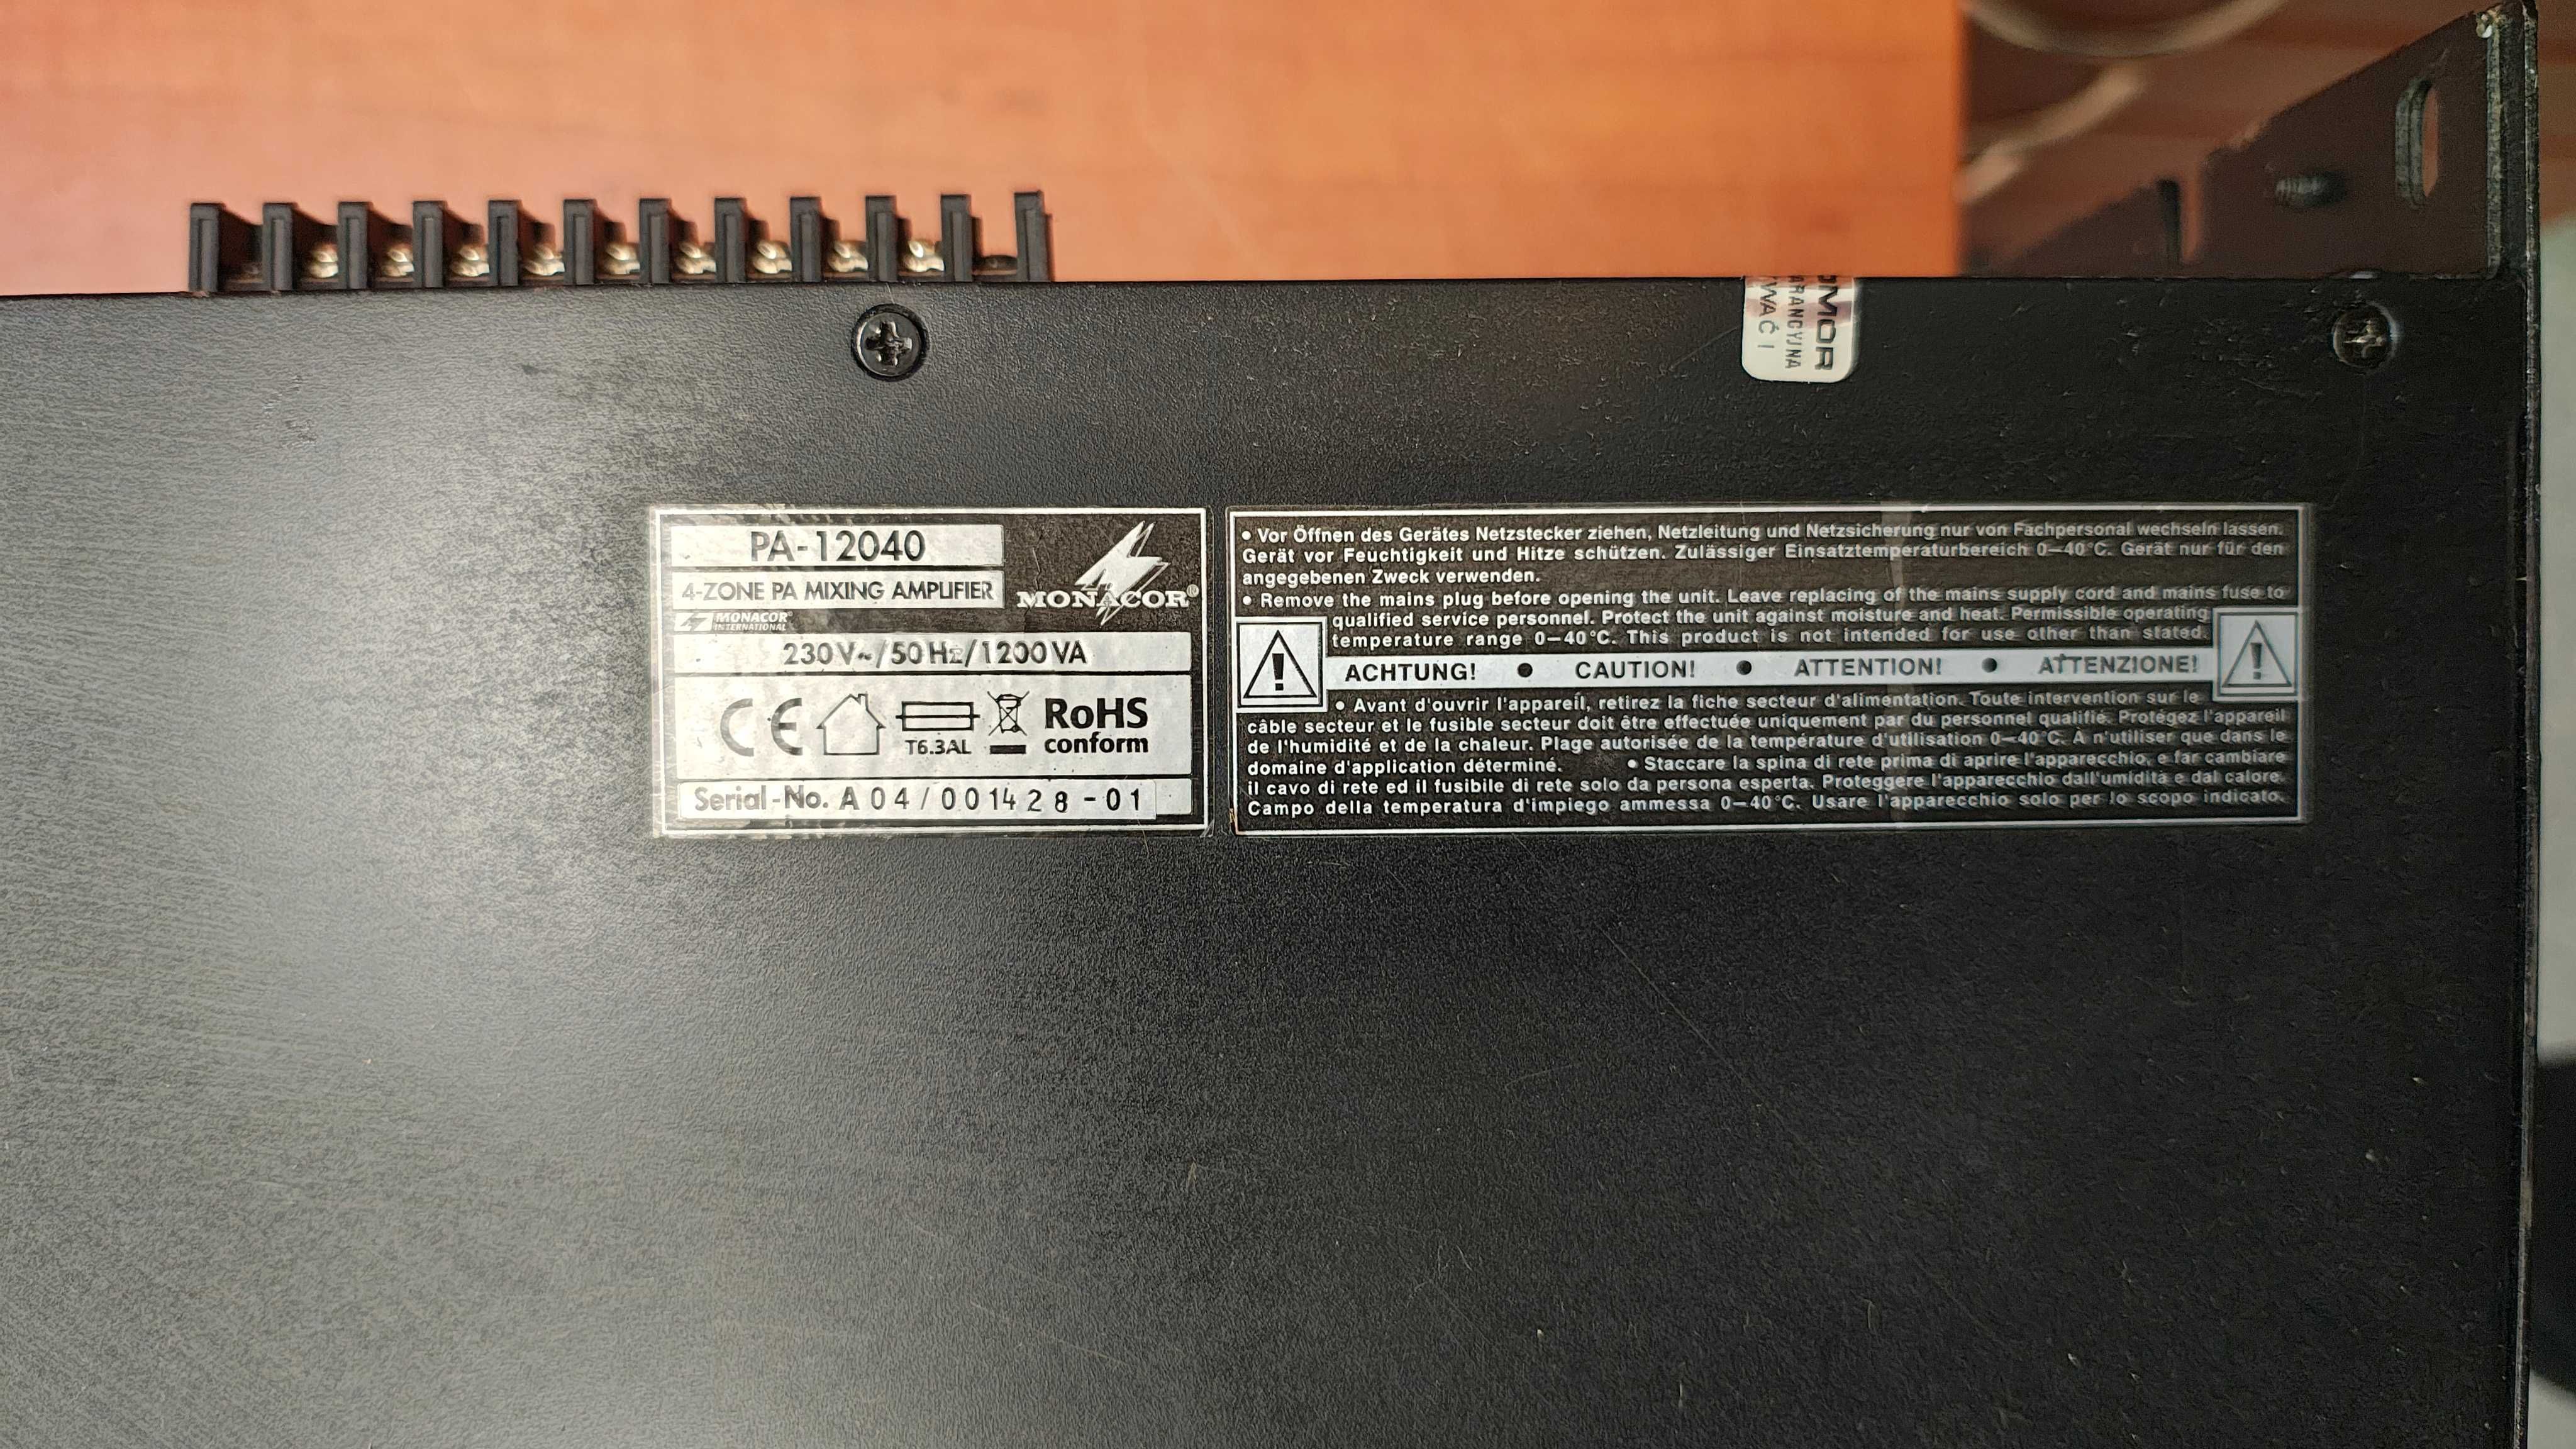 OMOR
ARANCYJNA
WAĆ I
PA-12040
4-ZONE PA MIXING AMPLIFIER
MONACOR®
MONACOR®
INTERNATIONAL
230V~/50Hz/1200VA
CE
T6.3AL
RoHS
conform
Serial-No. A04/001428-01
• Vor Öffnen des Gerätes Netzstecker ziehen, Netzleitung und Netzsicherung nur von Fachpersonal wechseln lassen.
Gerät vor Feuchtigkeit und Hitze schützen. Zulässiger Einsatztemperaturbereich 0–40°C. Gerät nur für den
angegebenen Zweck verwenden.
• Remove the mains plug before opening the unit. Leave replacing of the mains supply cord and mains fuse to
qualified service personnel. Protect the unit against moisture and heat. Permissible operating
temperature range 0–40°C. This product is not intended for use other than stated.
ACHTUNG! ● CAUTION! ● ATTENTION! ● ATTENZIONE!
• Avant d'ouvrir l'appareil, retirez la fiche secteur d'alimentation. Toute intervention sur le
câble secteur et le fusible secteur doit être effectuée uniquement par du personnel qualifié. Protégez l'appareil
de l'humidité et de la chaleur. Plage autorisée de la température d'utilisation 0–40°C. A n'utiliser que dans le
domaine d'application déterminé. • Staccare la spina di rete prima di aprire l'apparecchio, e far cambiare
il cavo di rete ed il fusibile di rete solo da persona esperta. Proteggere l'apparecchio dall'umidità e dal calore.
Campo della temperatura d'impiego ammessa 0–40°C. Usare l'apparecchio solo per lo scopo indicato.